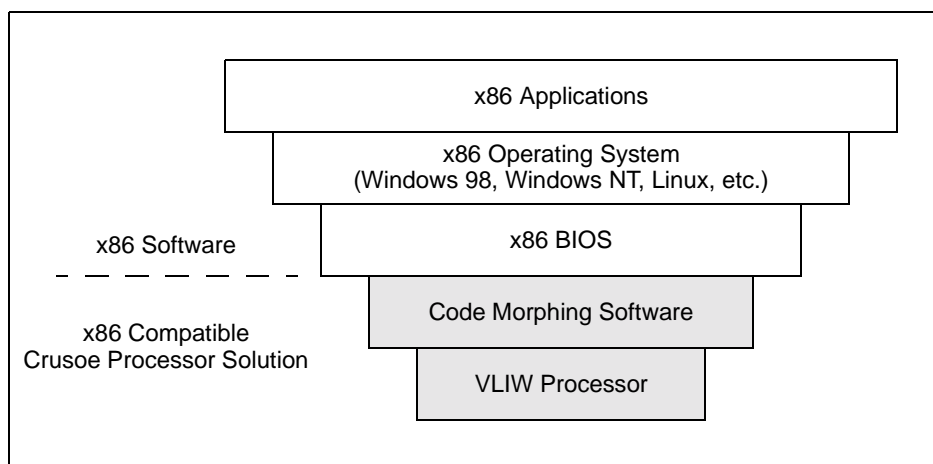 x86 Applications
x86 Operating System
(Windows 98, Windows NT, Linux, etc.)
x86 BIOS
x86 Software
Code Morphing Software
x86 Compatible
Crusoe Processor Solution
VLIW Processor